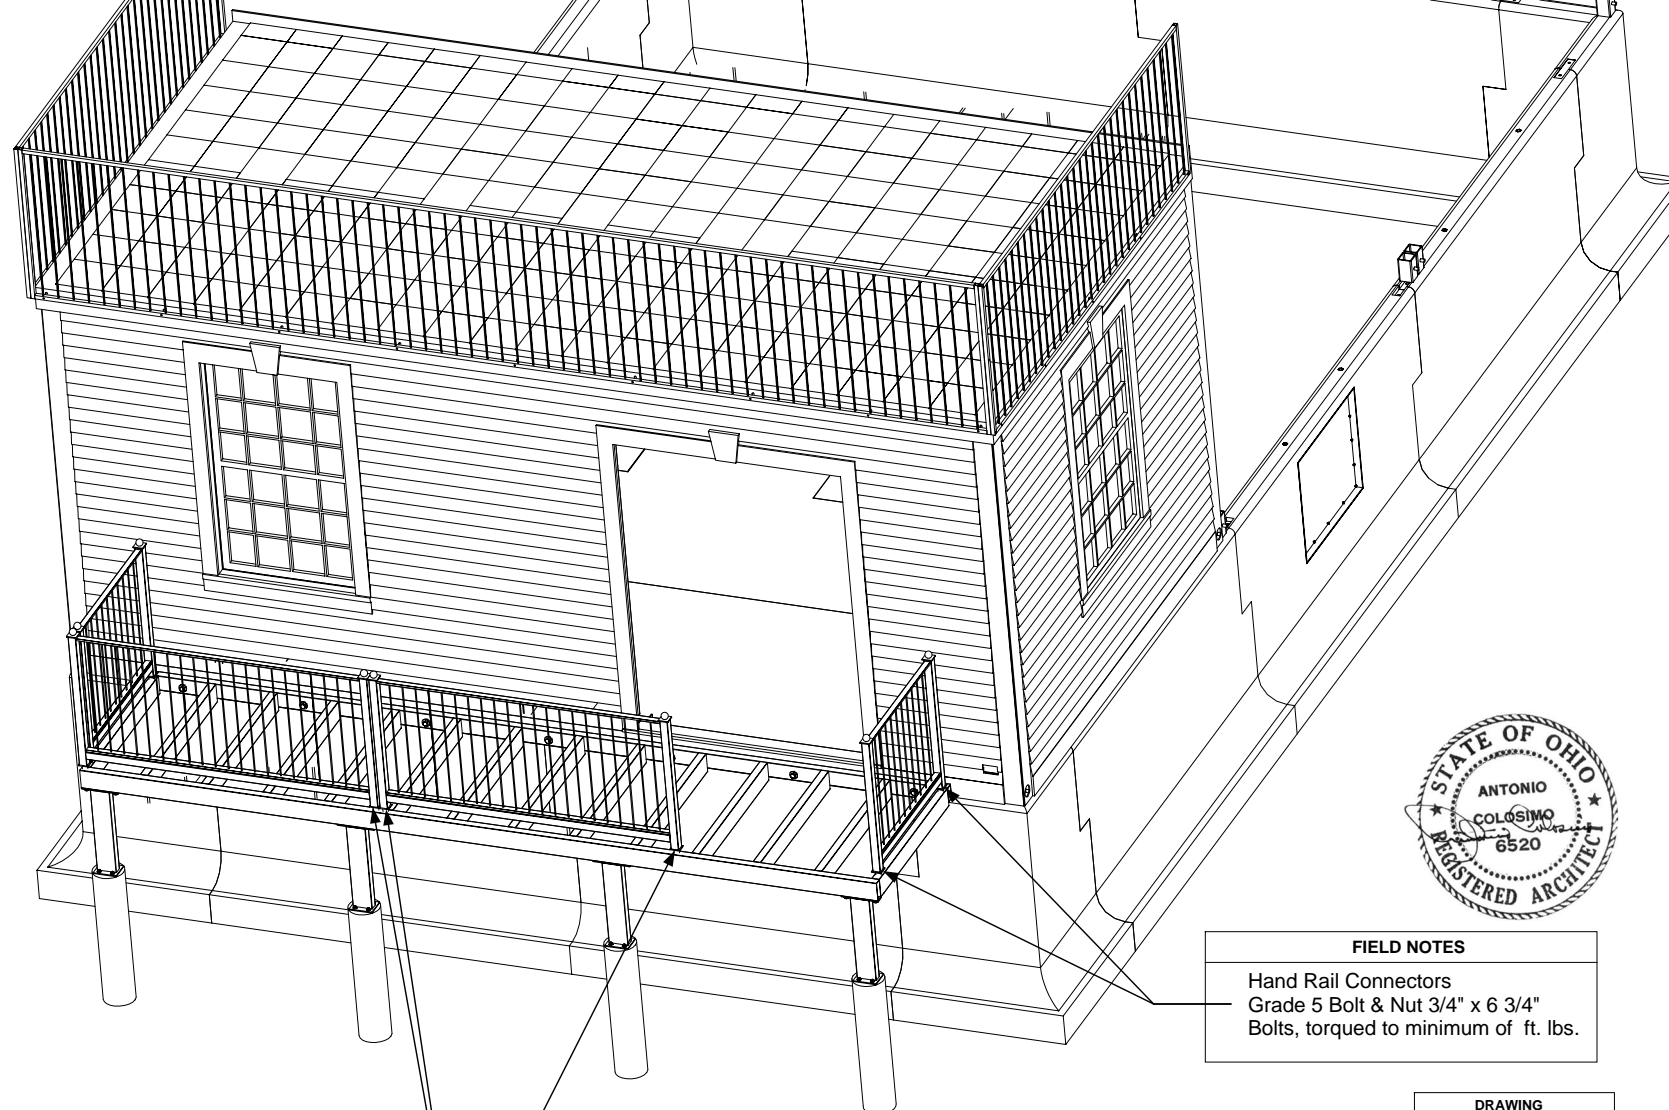 STATE OF OHIO
ANTONIO
COLOSIMO
6520
REGISTERED ARCHITECT
FIELD NOTES
Hand Rail Connectors
Grade 5 Bolt & Nut 3/4" x 6 3/4"
Bolts, torqued to minimum of  ft. lbs.
DRAWING